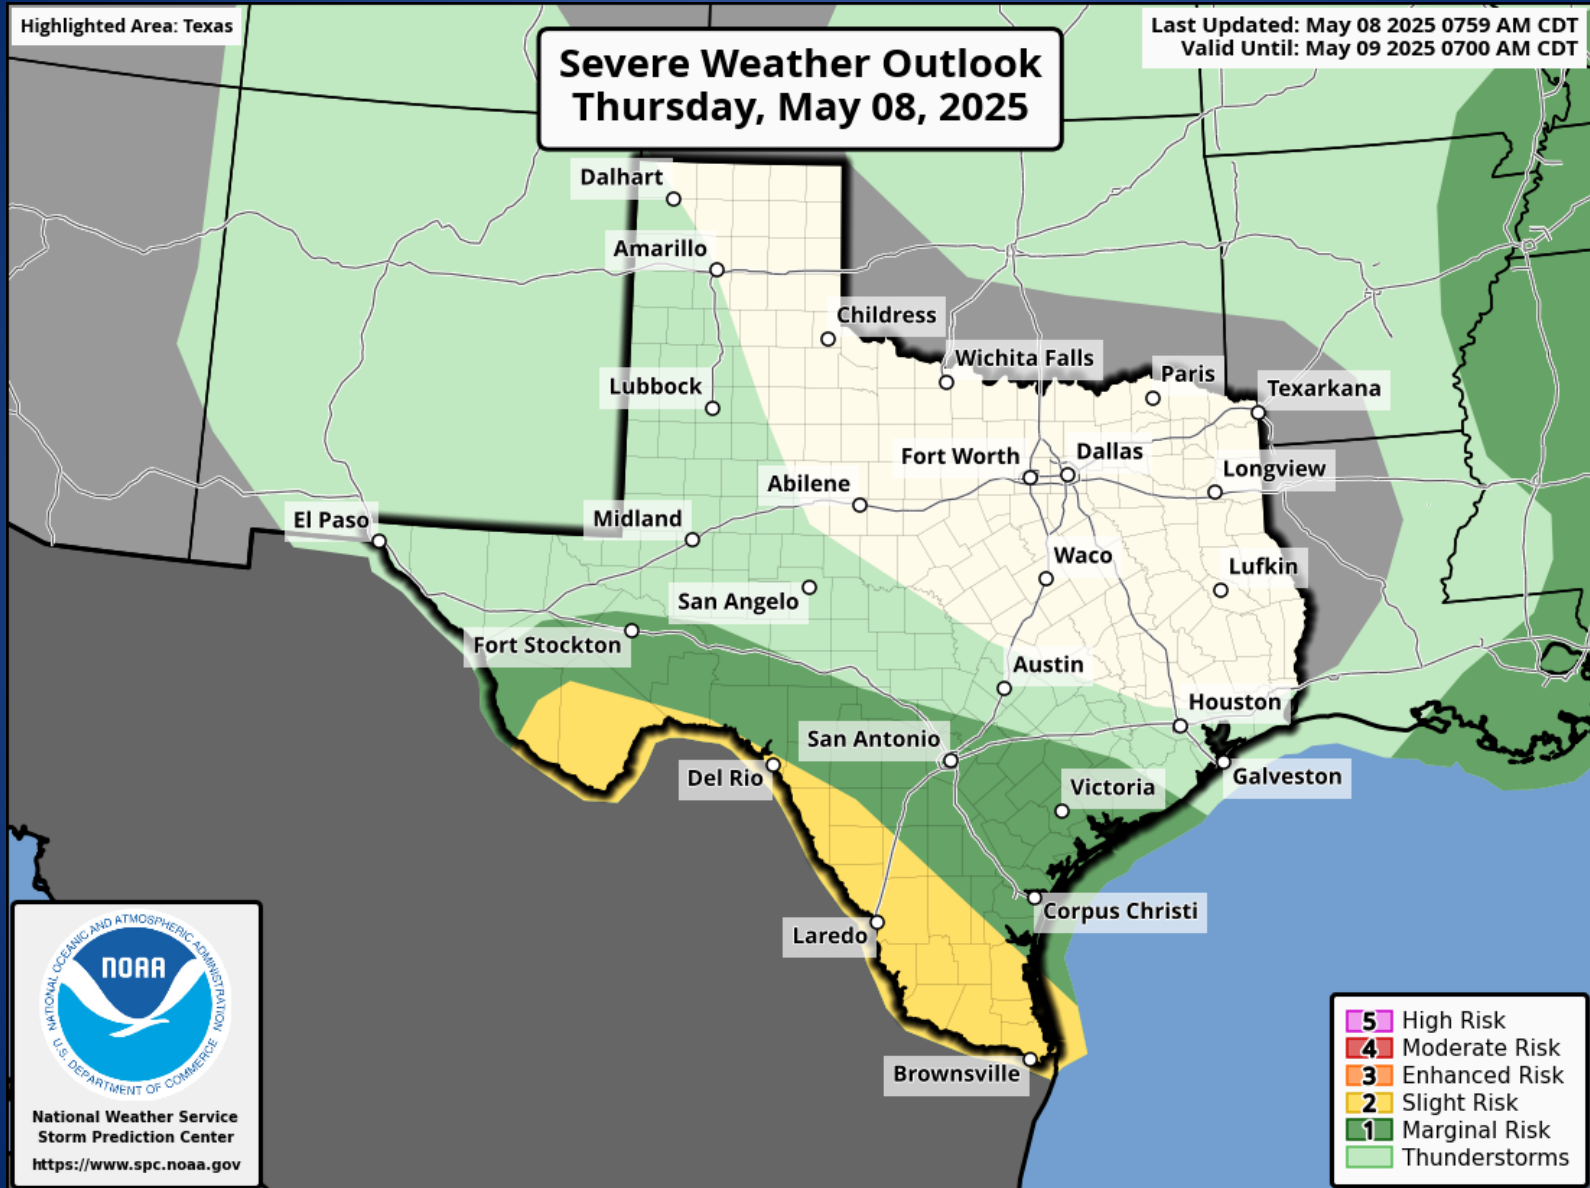 Highlighted Area: Texas
Severe Weather Outlook
Thursday, May 08, 2025
Last Updated: May 08 2025 0759 AM CDT
Valid Until: May 09 2025 0700 AM CDT
Dalhart
Amarillo
Childress
Wichita Falls
Paris
Texarkana
Lubbock
Fort Worth
Dallas
Longview
Abilene
El Paso
Midland
Waco
Lufkin
San Angelo
Fort Stockton
Austin
Houston
San Antonio
Del Rio
Galveston
Victoria
Corpus Christi
Laredo
Brownsville
NATIONAL OCEANIC AND ATMOSPHERIC ADMINISTRATION
NOAA
U.S. DEPARTMENT OF COMMERCE
National Weather Service
Storm Prediction Center
https://www.spc.noaa.gov
5 High Risk
4 Moderate Risk
3 Enhanced Risk
2 Slight Risk
1 Marginal Risk
Thunderstorms